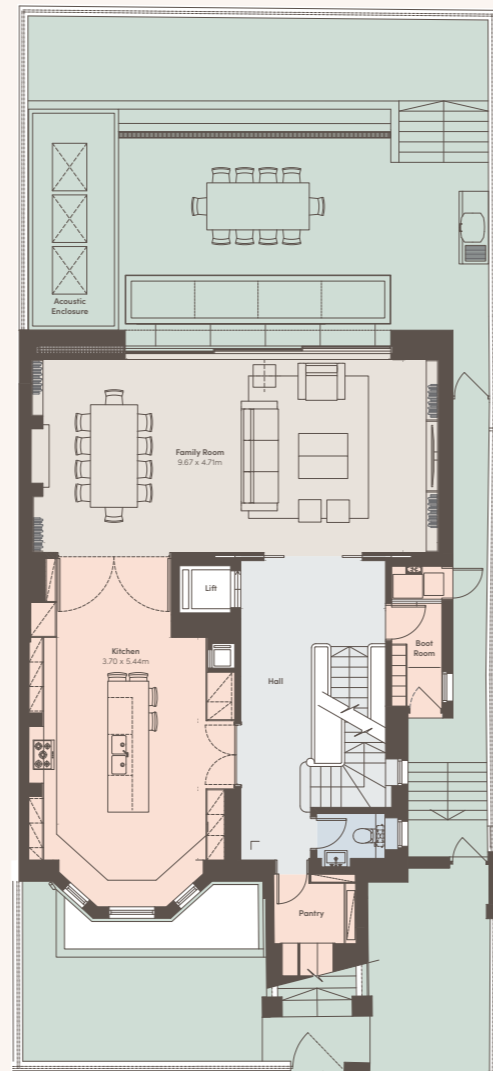 Acoustic
Enclosure
Family Room
9.67 x 4.71m
Lift
Kitchen
3.70 x 5.44m
Boot
Room
Hall
Pantry